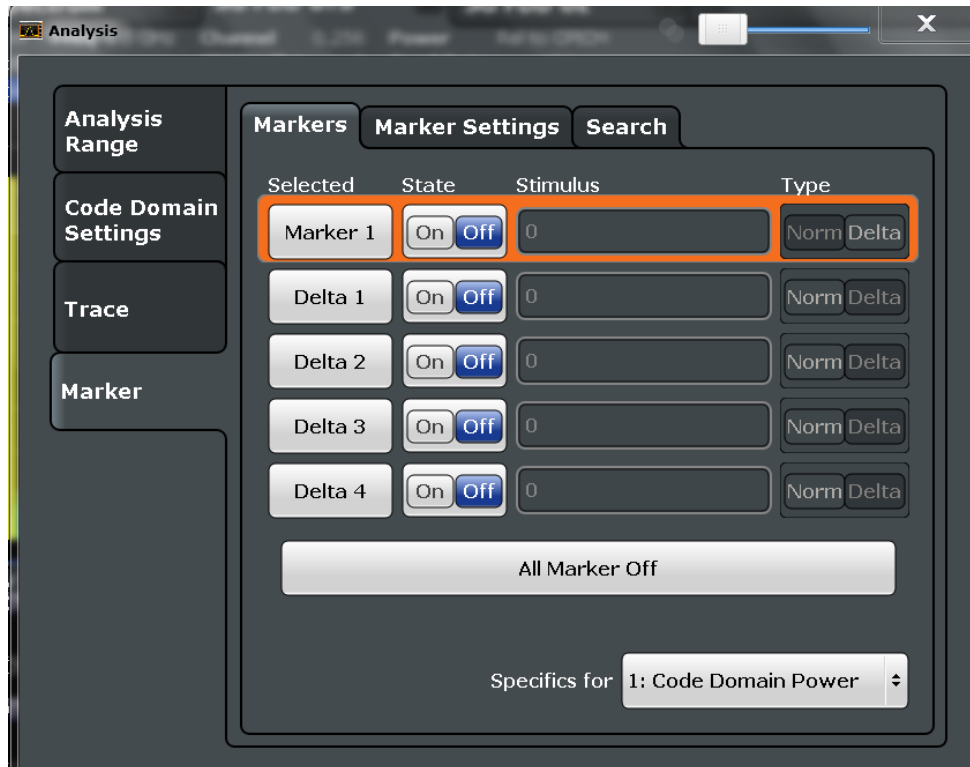 Analysis
Analysis
Range
Code Domain
Settings
Trace
Marker
Markers Marker Settings Search
Selected State Stimulus Type
Marker 1 On Off 0 Norm Delta
Delta 1 On Off 0 Norm Delta
Delta 2 On Off 0 Norm Delta
Delta 3 On Off 0 Norm Delta
Delta 4 On Off 0 Norm Delta
All Marker Off
Specifics for 1: Code Domain Power